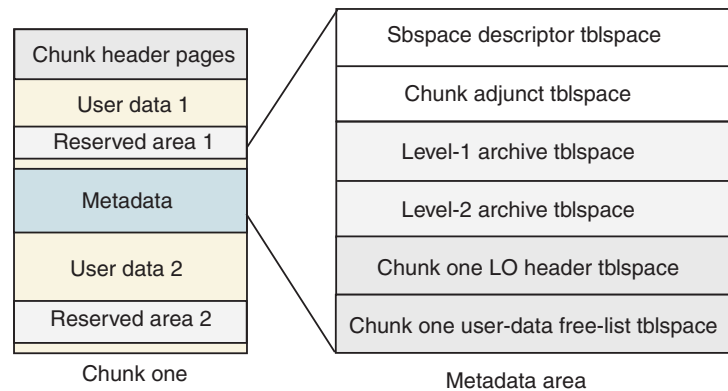 Chunk header pages
User data 1
Reserved area 1
Metadata
User data 2
Reserved area 2
Chunk one
Sbspace descriptor tblspace
Chunk adjunct tblspace
Level-1 archive tblspace
Level-2 archive tblspace
Chunk one LO header tblspace
Chunk one user-data free-list tblspace
Metadata area